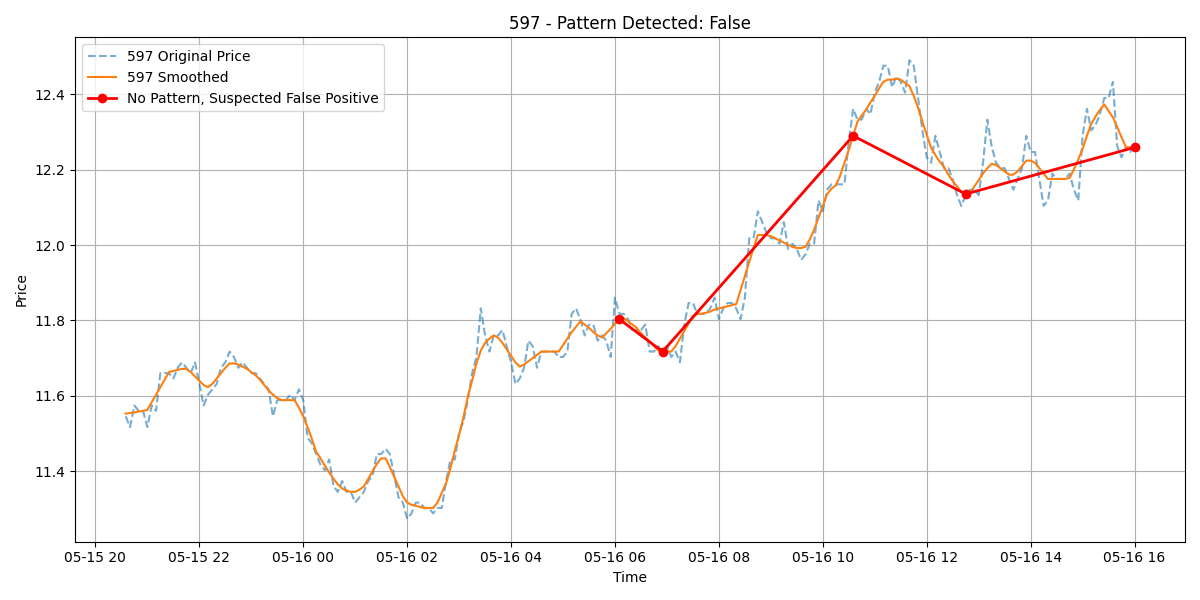 597 - Pattern Detected: False
597 Original Price
597 Smoothed
No Pattern, Suspected False Positive
Price
12.4
12.2
12.0
11.8
11.6
11.4
05-15 20 05-15 22 05-16 00 05-16 02 05-16 04 05-16 06 05-16 08 05-16 10 05-16 12 05-16 14 05-16 16
Time